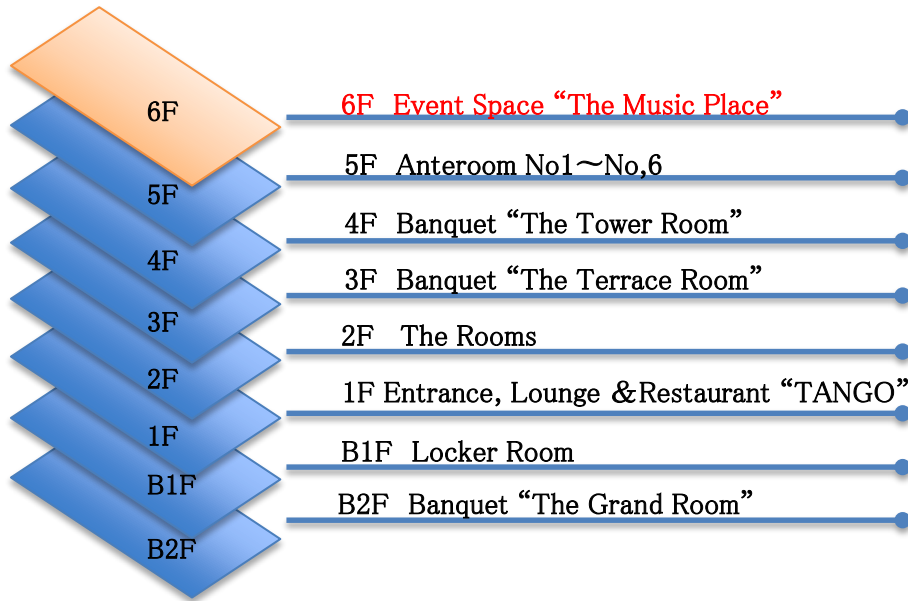 6F
6F Event Space “The Music Place”
5F
5F Anteroom No1～No,6
4F
4F Banquet “The Tower Room”
3F
3F Banquet “The Terrace Room”
2F
2F The Rooms
1F
1F Entrance, Lounge ＆Restaurant “TANGO”
B1F
B1F Locker Room
B2F
B2F Banquet “The Grand Room”